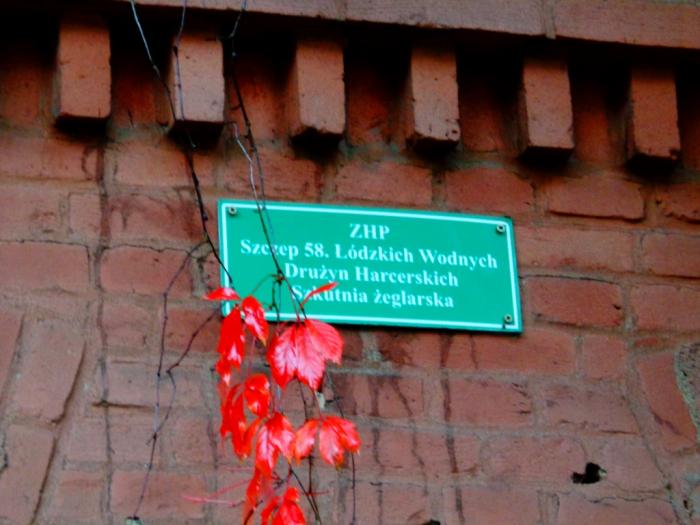 ZHP
Szczep 58. Łódzkich Wodnych
Drużyn Harcerskich
Szkutnia żeglarska